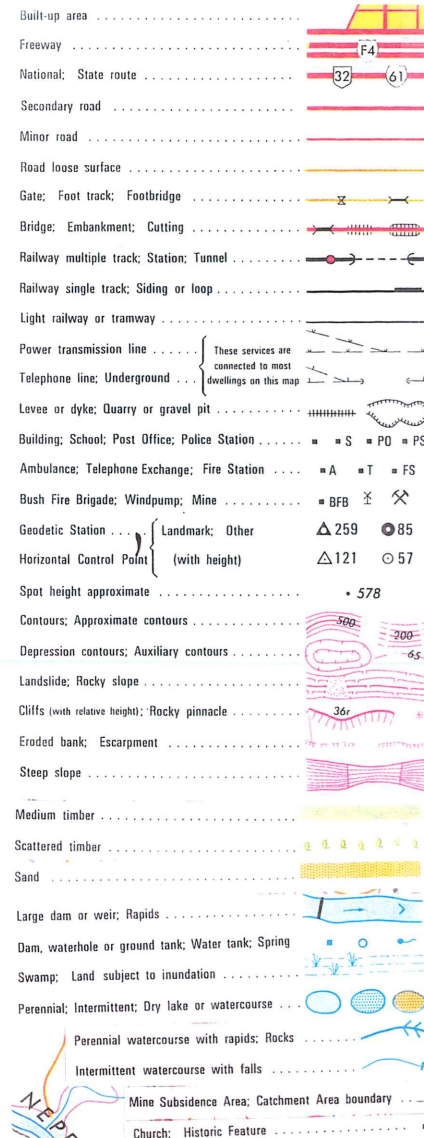 Built-up area
Freeway F4
National; State route 32 61
Secondary road
Minor road
Road loose surface
Gate; Foot track; Footbridge
Bridge; Embankment; Cutting
Railway multiple track; Station; Tunnel
Railway single track; Siding or loop
Light railway or tramway
Power transmission line
Telephone line; Underground
These services are
connected to most
dwellings on this map
Levee or dyke; Quarry or gravel pit
Building; School; Post Office; Police Station S PO PS
Ambulance; Telephone Exchange; Fire Station A T FS
Bush Fire Brigade; Windpump; Mine BFB
Geodetic Station Landmark; Other 259 85
Horizontal Control Point (with height) 121 57
Spot height approximate 578
Contours; Approximate contours 500 200
Depression contours; Auxiliary contours 65
Landslide; Rocky slope
Cliffs (with relative height); Rocky pinnacle 36r
Eroded bank; Escarpment
Steep slope
Medium timber
Scattered timber
Sand
Large dam or weir; Rapids
Dam, waterhole or ground tank; Water tank; Spring
Swamp; Land subject to inundation
Perennial; Intermittent; Dry lake or watercourse
Perennial watercourse with rapids; Rocks
Intermittent watercourse with falls
Mine Subsidence Area; Catchment Area boundary
NEPE
Church; Historic Feature